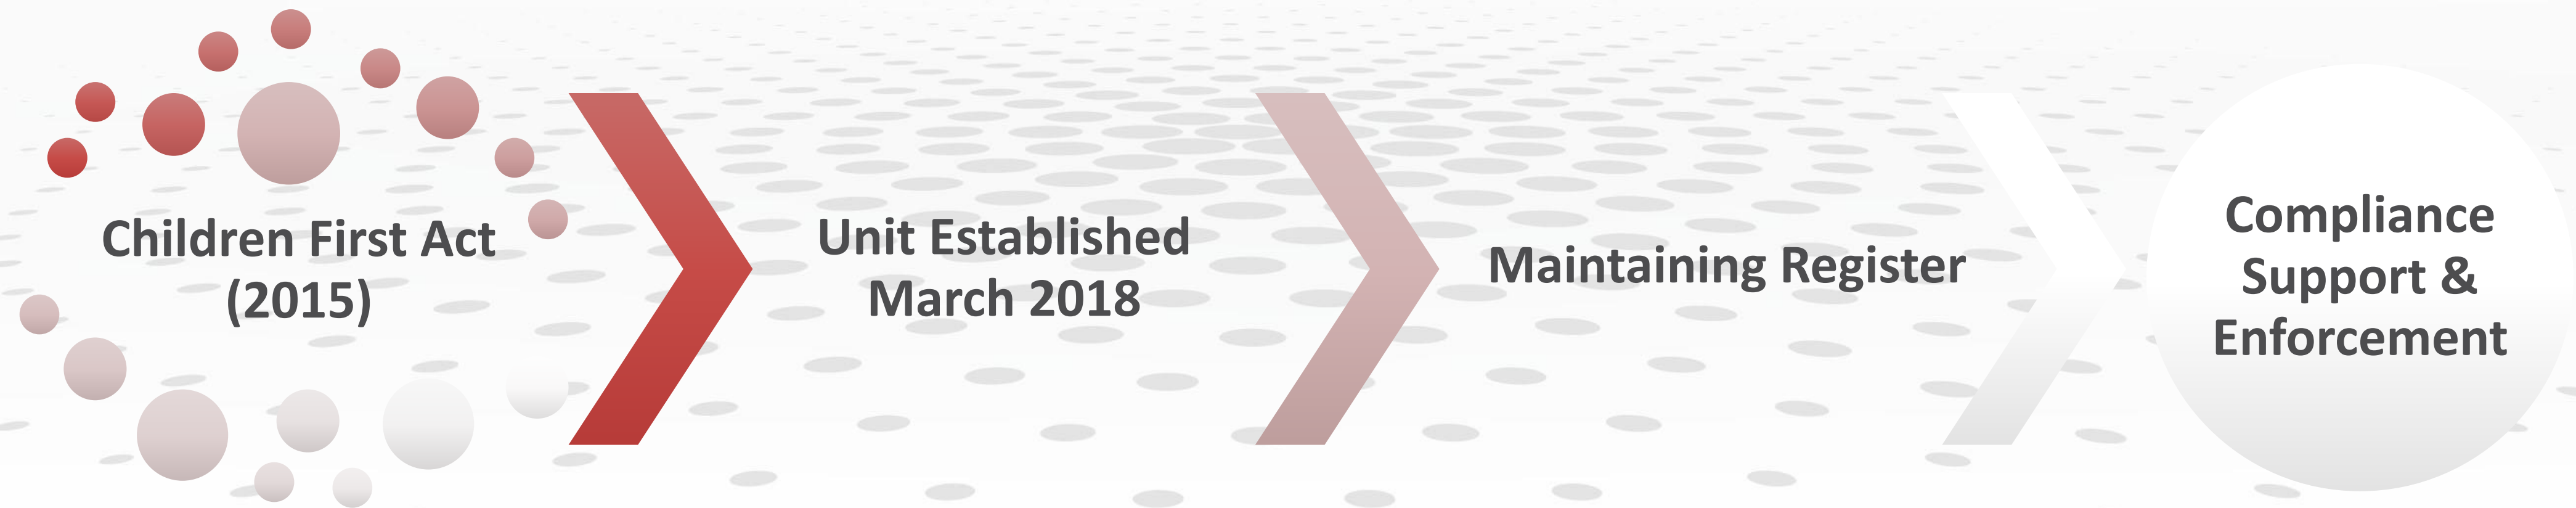 Children First Act
(2015)
Unit Established
March 2018
Maintaining Register
Compliance
Support &
Enforcement